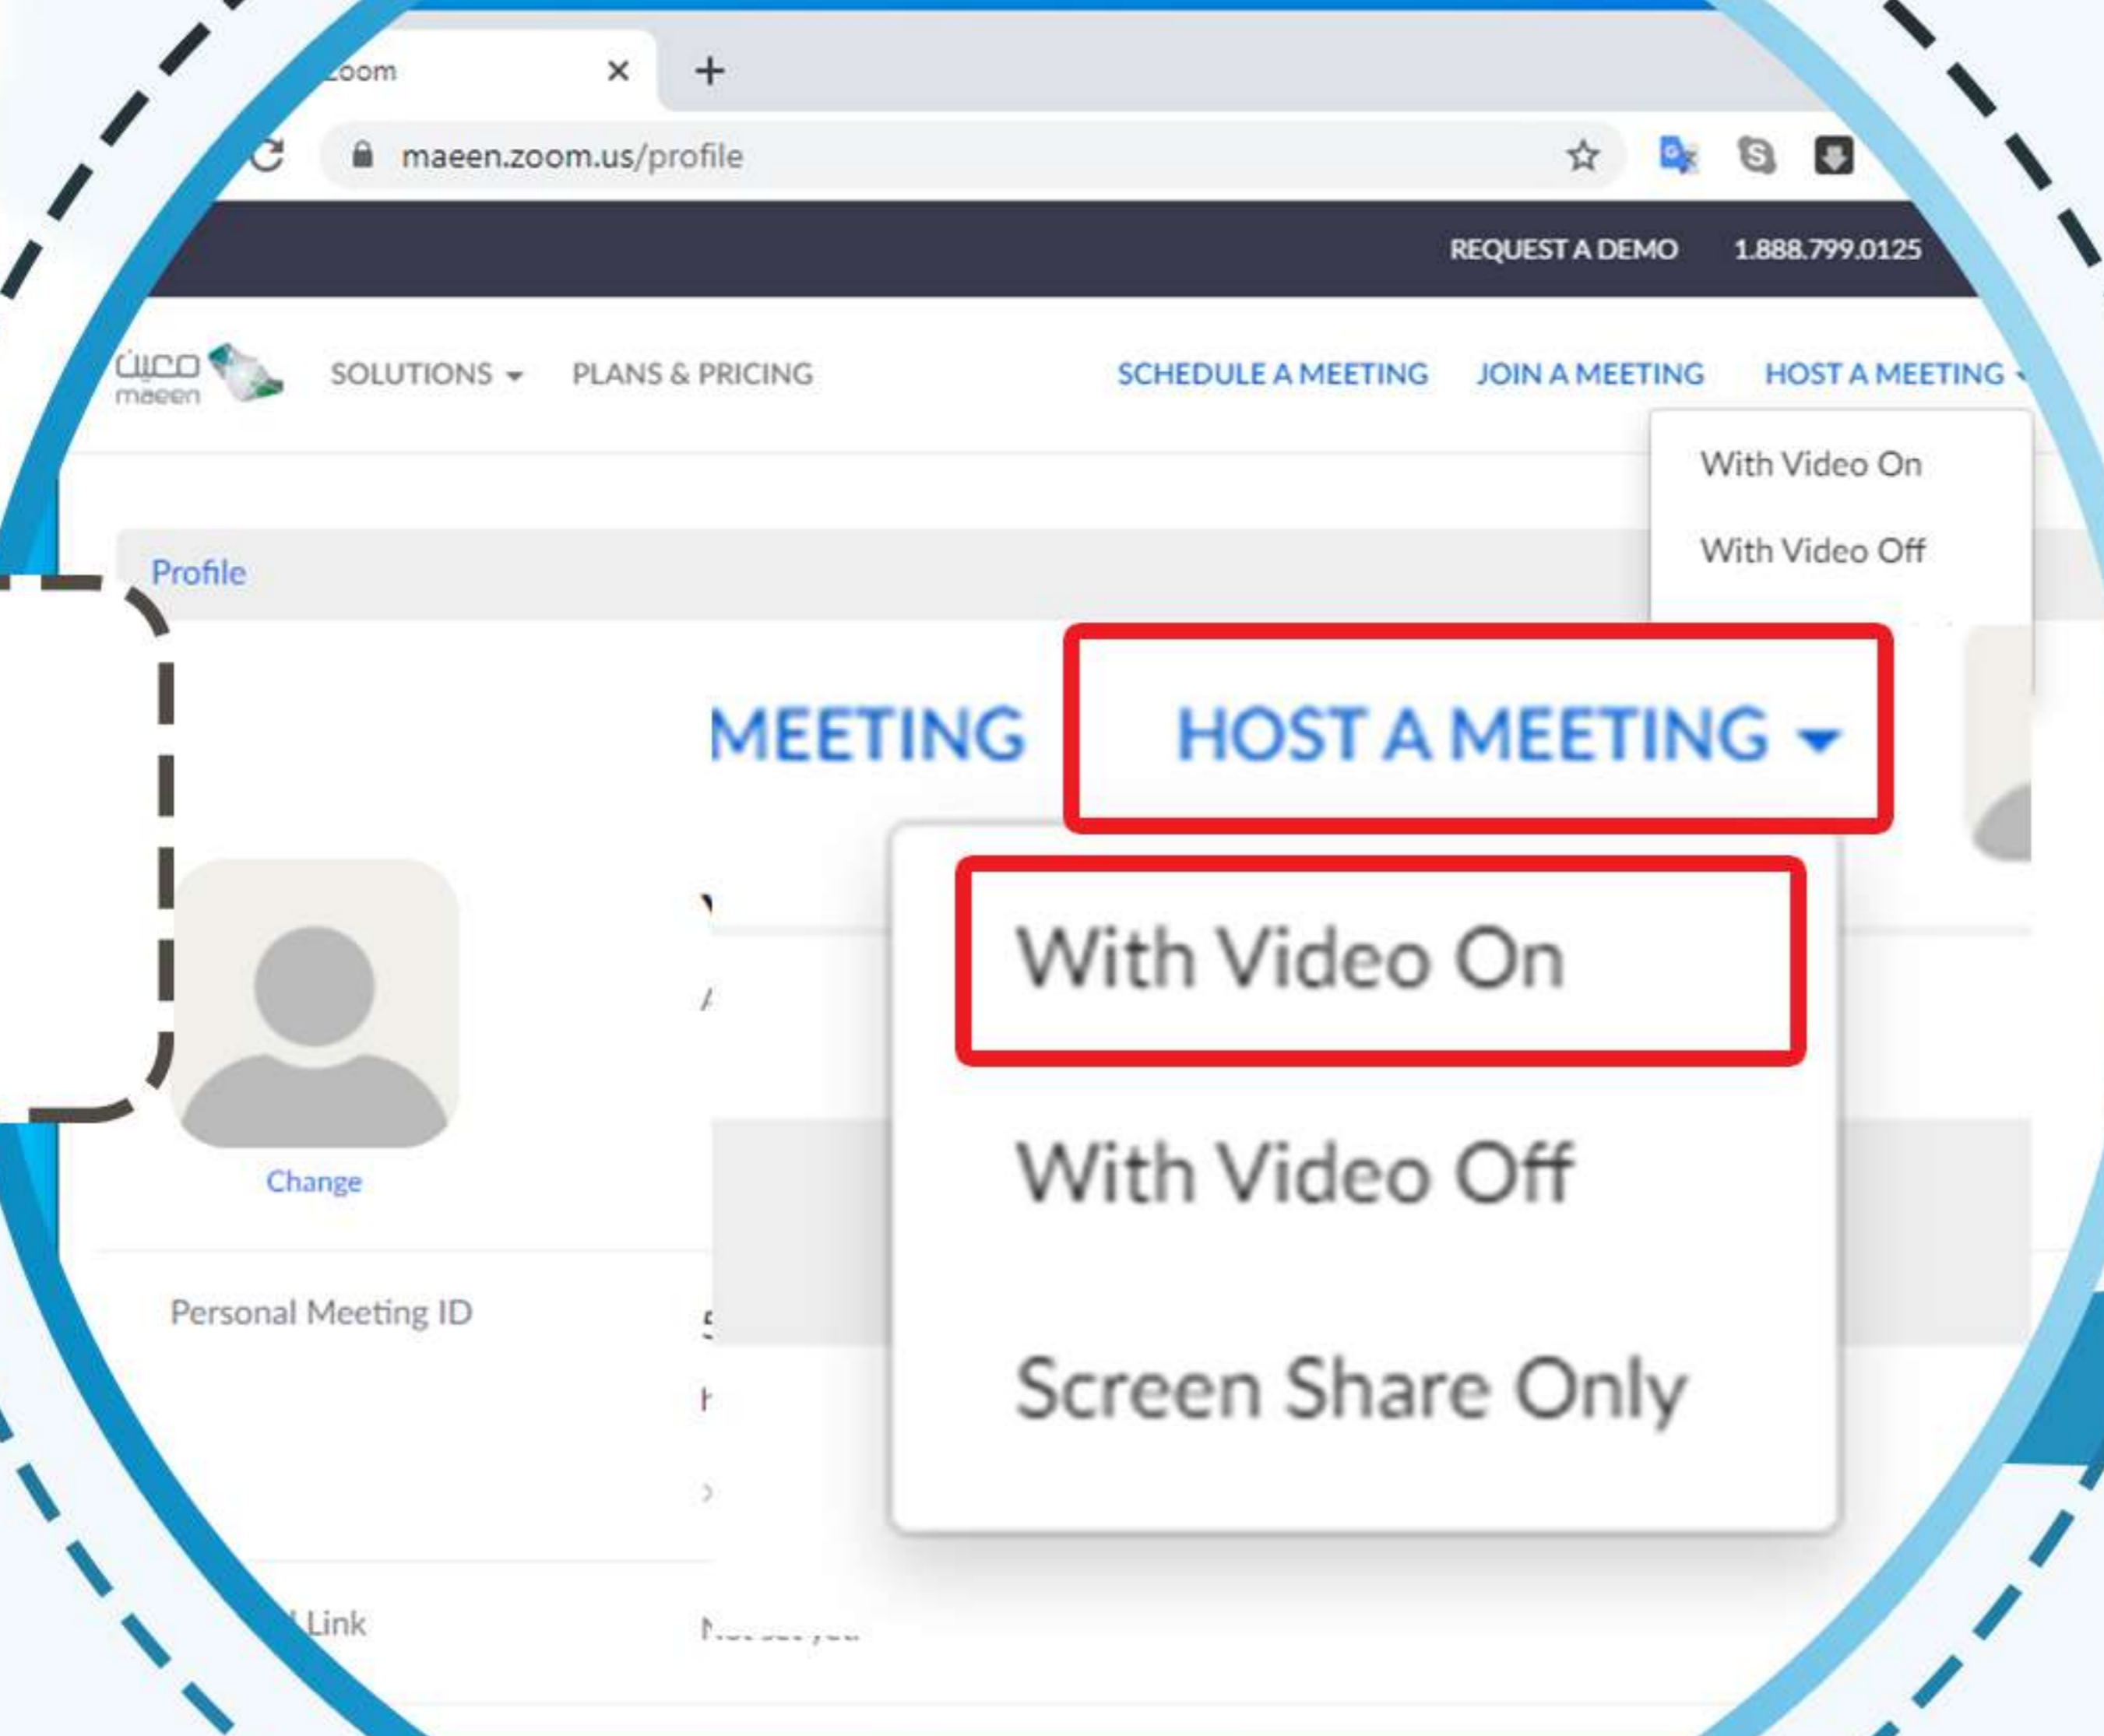 Zoom
maeen.zoom.us/profile
REQUEST A DEMO 1.888.799.0125
معين
maeen
SOLUTIONS PLANS & PRICING SCHEDULE A MEETING JOIN A MEETING HOST A MEETING
With Video On
With Video Off
Profile
MEETING HOST A MEETING
With Video On
With Video Off
Screen Share Only
Change
Personal Meeting ID
Link